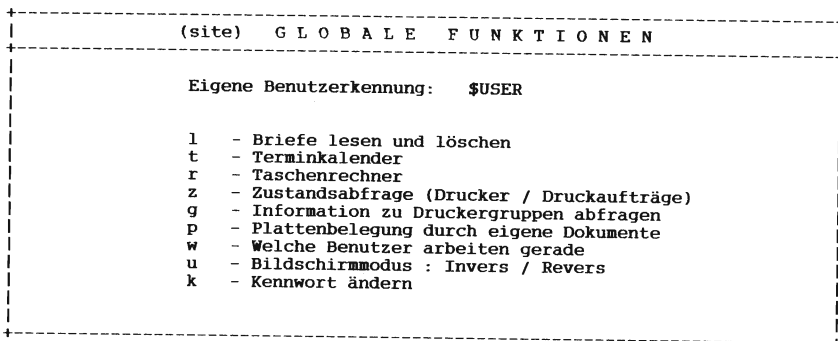 (site) G L O B A L E F U N K T I O N E N
Eigene Benutzerkennung: $USER
l - Briefe lesen und löschen
t - Terminkalender
r - Taschenrechner
z - Zustandsabfrage (Drucker / Druckaufträge)
g - Information zu Druckergruppen abfragen
p - Plattenbelegung durch eigene Dokumente
w - Welche Benutzer arbeiten gerade
u - Bildschirmmodus : Invers / Revers
k - Kennwort ändern